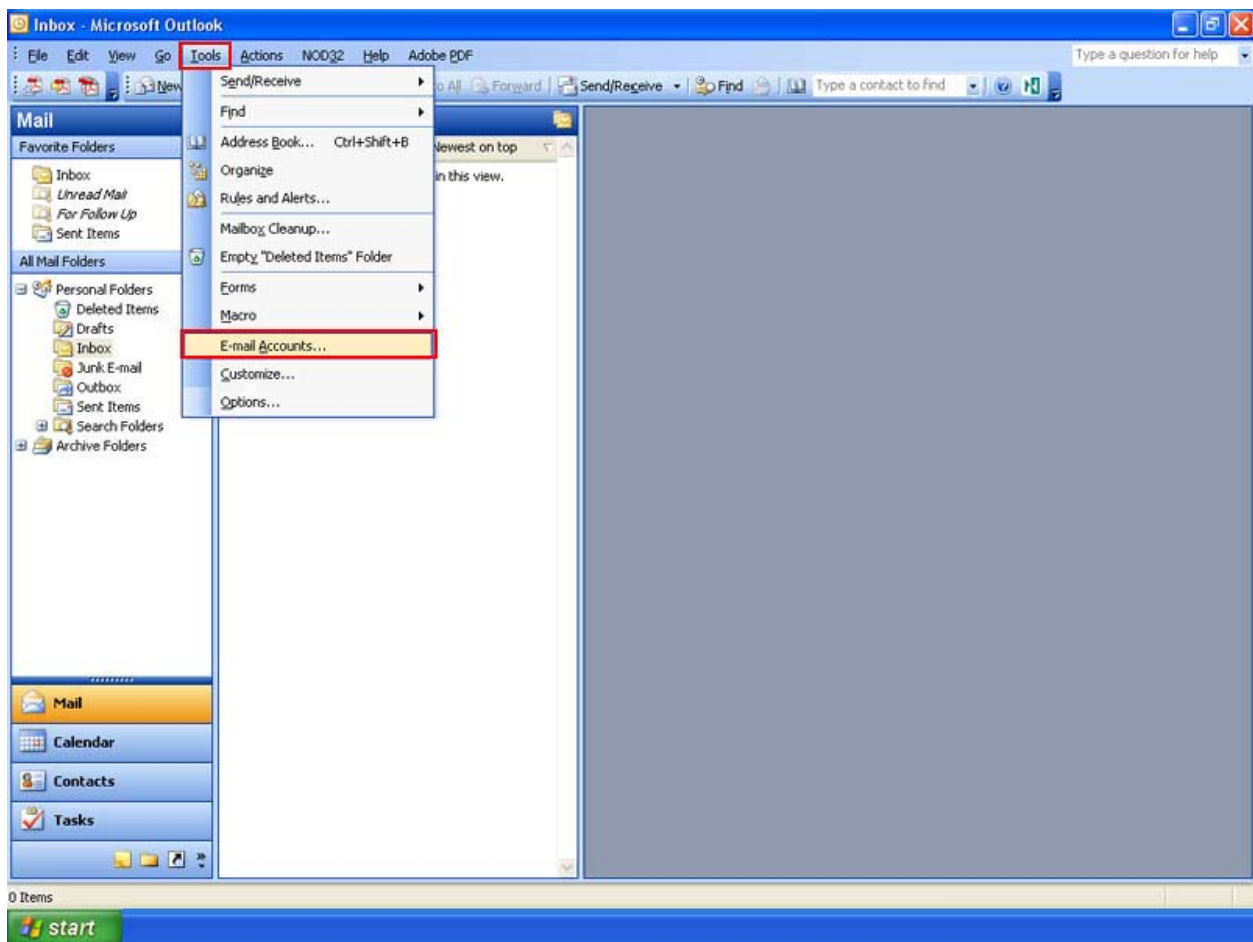 Inbox - Microsoft Outlook
File Edit View Go Tools Actions NOD32 Help Adobe PDF Type a question for help
New o All Forward Send/Receive Find Type a contact to find
Mail
Favorite Folders
Inbox
Unread Mail
For Follow Up
Sent Items
All Mail Folders
Personal Folders
Deleted Items
Drafts
Inbox
Junk E-mail
Outbox
Sent Items
Search Folders
Archive Folders
Send/Receive
Find
Address Book... Ctrl+Shift+B
Organize
Rules and Alerts...
Mailbox Cleanup...
Empty "Deleted Items" Folder
Forms
Macro
E-mail Accounts...
Customize...
Options...
Newest on top
in this view.
Mail
Calendar
Contacts
Tasks
0 Items
start